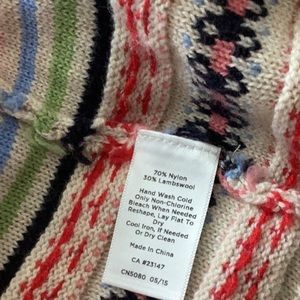 70% Nylon
30% Lambswool
Hand Wash Cold
Only Non-Chlorine
Bleach When Needed
Reshape, Lay Flat To
Dry
Cool Iron, If Needed
Or Dry Clean
Made In China
CA #23147
CN5080 05/15